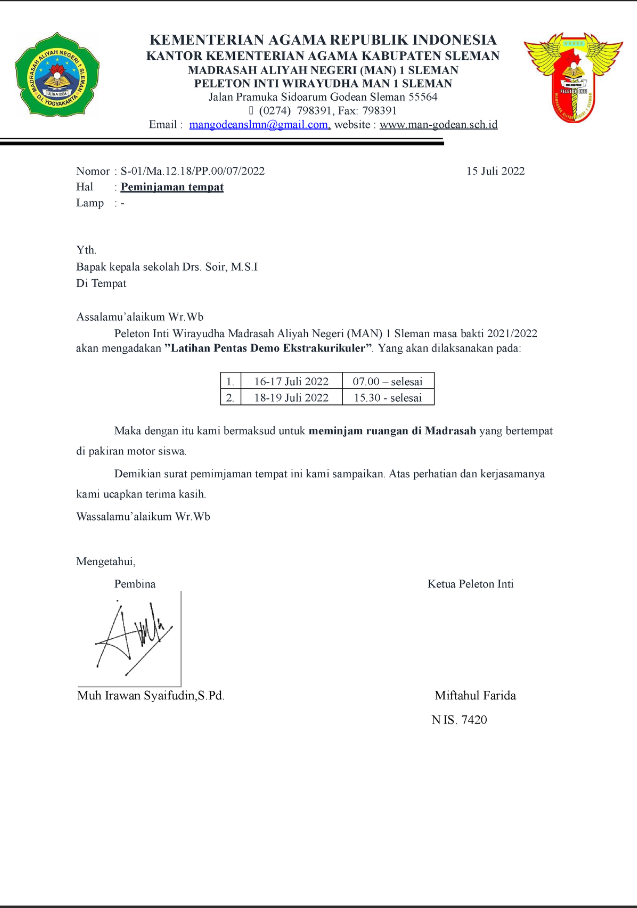 KEMENTERIAN AGAMA REPUBLIK INDONESIA
KANTOR KEMENTERIAN AGAMA KABUPATEN SLEMAN
MADRASAH ALIYAH NEGERI (MAN) 1 SLEMAN
PELETON INTI WIRAYUDHA MAN 1 SLEMAN
Jalan Pramuka Sidoarum Godean Sleman 55564
(0274) 798391, Fax: 798391
Email : mangodeanslmn@gmail.com, website : www.man-godean.sch.id
MADRASAH ALIYAH NEGERI 1 SLEMAN
D.I. YOGYAKARTA
Nomor : S-01/Ma.12.18/PP.00/07/2022 15 Juli 2022
Hal : Peminjaman tempat
Lamp : -
Yth.
Bapak kepala sekolah Drs. Soir, M.S.I
Di Tempat
Assalamu’alaikum Wr.Wb
Peleton Inti Wirayudha Madrasah Aliyah Negeri (MAN) 1 Sleman masa bakti 2021/2022
akan mengadakan ”Latihan Pentas Demo Ekstrakurikuler”. Yang akan dilaksanakan pada:
1. 16-17 Juli 2022 07.00 – selesai
2. 18-19 Juli 2022 15.30 - selesai
Maka dengan itu kami bermaksud untuk meminjam ruangan di Madrasah yang bertempat
di pakiran motor siswa.
Demikian surat pemimjaman tempat ini kami sampaikan. Atas perhatian dan kerjasamanya
kami ucapkan terima kasih.
Wassalamu’alaikum Wr.Wb
Mengetahui,
Pembina Ketua Peleton Inti
Muh Irawan Syaifudin,S.Pd. Miftahul Farida
NIS. 7420